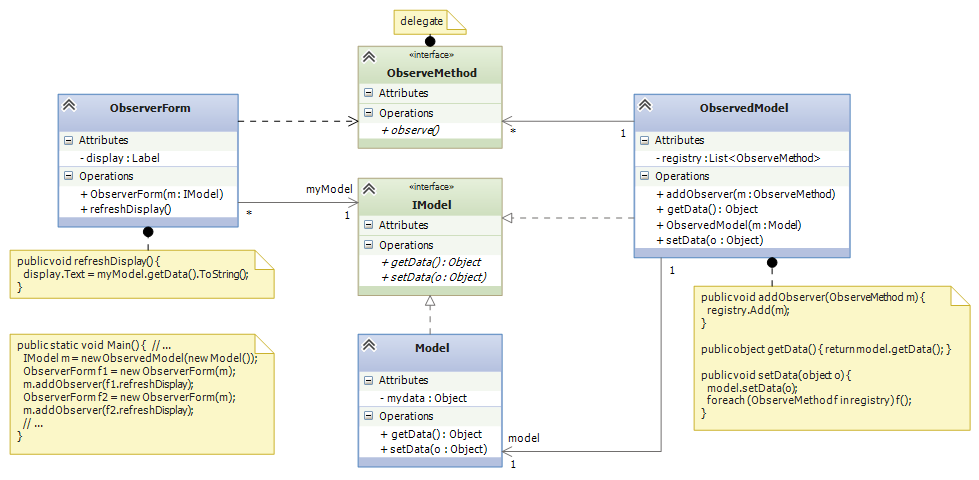 delegate
«interface»
ObserveMethod
Attributes
Operations
+ observe()
ObserverForm
Attributes
- display : Label
Operations
+ ObserverForm(m : IModel)
+ refreshDisplay()
ObservedModel
Attributes
- registry : List<ObserveMethod>
Operations
+ addObserver(m : ObserveMethod)
+ getData() : Object
+ ObservedModel(m : Model)
+ setData(o : Object)
*
1
myModel
*
1
«interface»
IModel
Attributes
Operations
+ getData() : Object
+ setData(o : Object)
1
public void refreshDisplay() {
display.Text = myModel.getData().ToString();
}
public void addObserver(ObserveMethod m) {
registry.Add(m);
}
public object getData() { return model.getData(); }
public void setData(object o) {
model.setData(o);
foreach (ObserveMethod f in registry) f();
}
public static void Main() { // ...
IModel m = new ObservedModel(new Model());
ObserverForm f1 = new ObserverForm(m);
m.addObserver(f1.refreshDisplay);
ObserverForm f2 = new ObserverForm(m);
m.addObserver(f2.refreshDisplay);
// ...
}
Model
Attributes
- mydata : Object
Operations
+ getData() : Object
+ setData(o : Object)
model
1